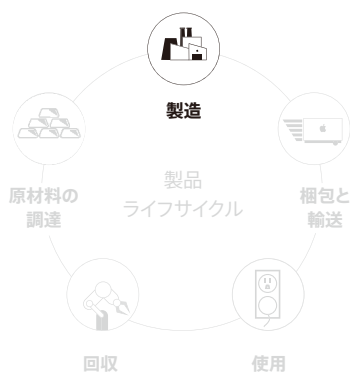 製造
原材料の
調達
製品
ライフサイクル
梱包と
輸送
回収
使用